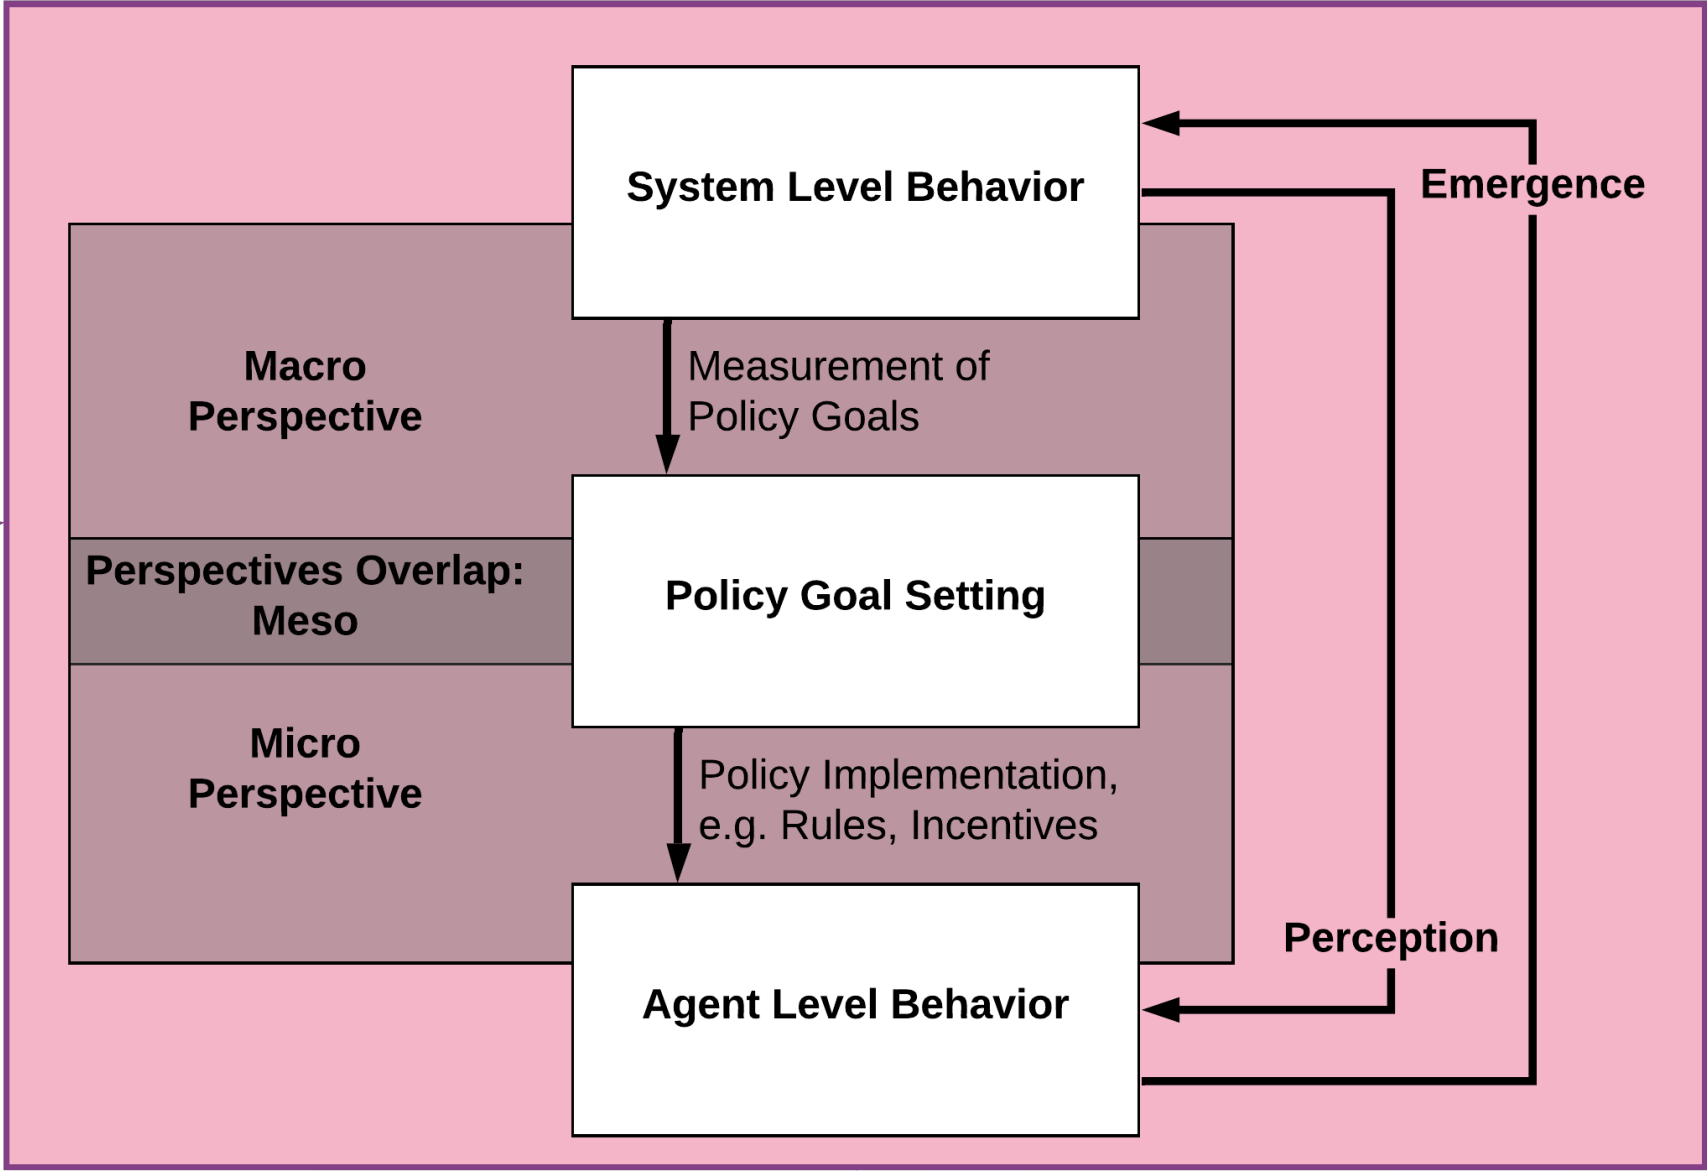 System Level Behavior
Emergence
Macro
Perspective
Measurement of
Policy Goals
Perspectives Overlap:
Meso
Policy Goal Setting
Micro
Perspective
Policy Implementation,
e.g. Rules, Incentives
Perception
Agent Level Behavior